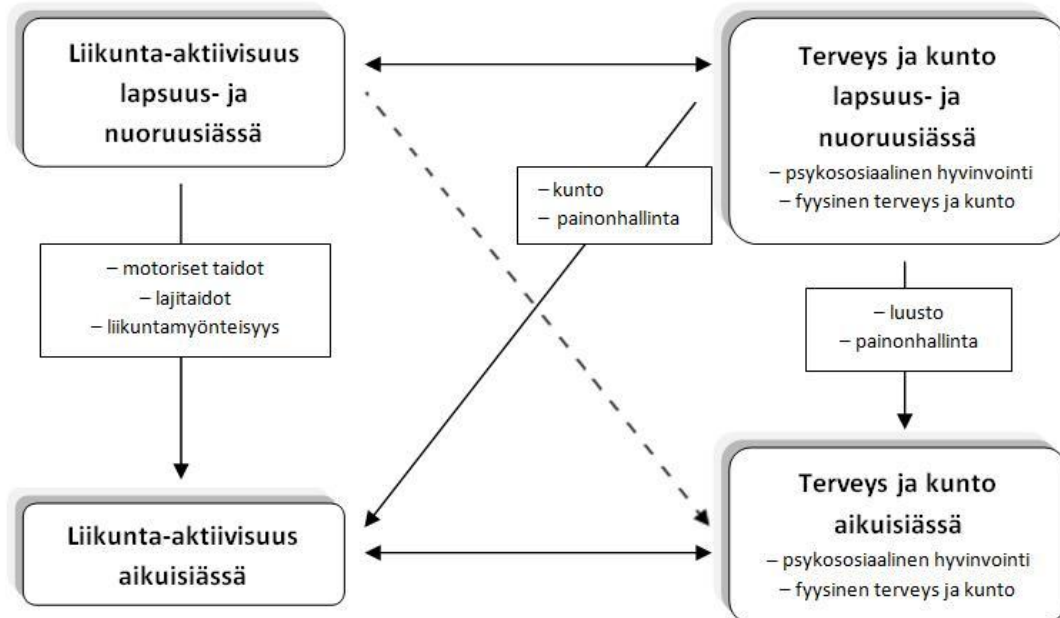 Liikunta-aktiivisuus
lapsuus- ja
nuoruusiässä
Terveys ja kunto
lapsuus- ja
nuoruusiässä
– psykososiaalinen hyvinvointi
– fyysinen terveys ja kunto
– kunto
– painonhallinta
– motoriset taidot
– lajitaidot
– liikuntamyönteisyys
– luusto
– painonhallinta
Liikunta-aktiivisuus
aikuisiässä
Terveys ja kunto
aikuisiässä
– psykososiaalinen hyvinvointi
– fyysinen terveys ja kunto